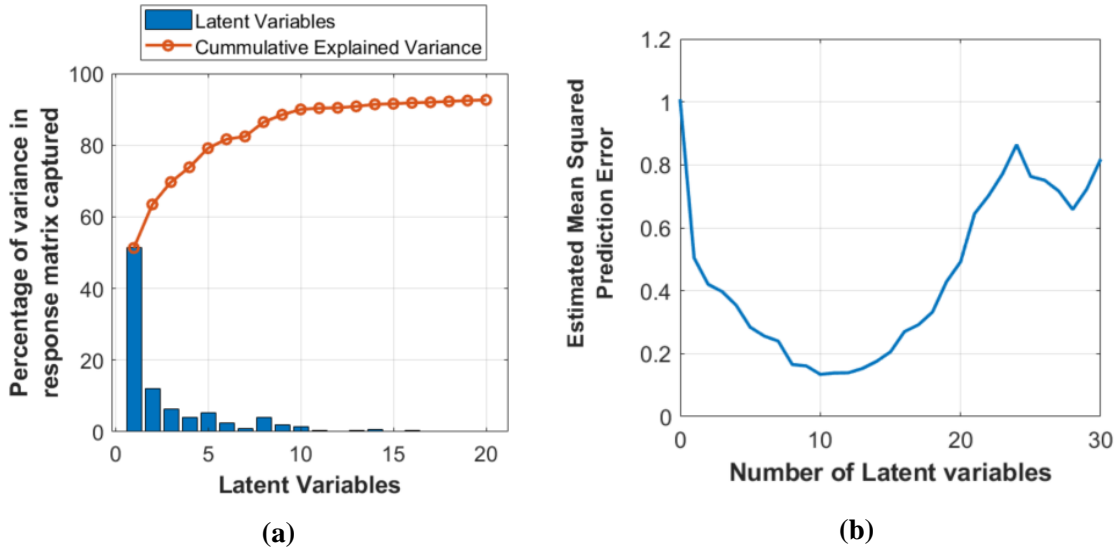 Latent Variables
Cummulative Explained Variance
Percentage of variance in
response matrix captured
100
80
60
40
20
0
0
5
10
15
20
Latent Variables
(a)
Estimated Mean Squared
Prediction Error
1.2
1
0.8
0.6
0.4
0.2
0
0
10
20
30
Number of Latent variables
(b)